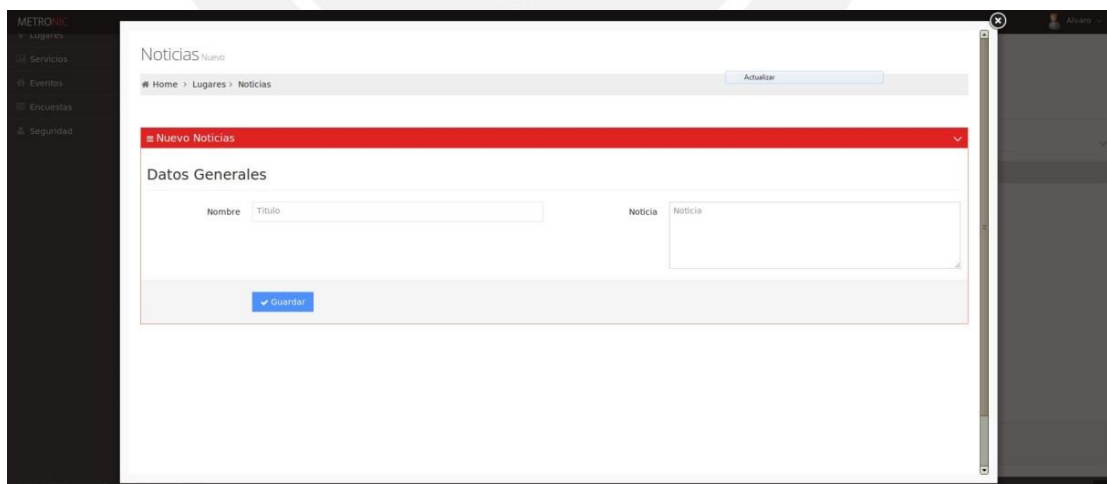 METRONIC
Alvaro
Lugares
Servicios
Eventos
Encuestas
Seguridad
Noticias Nuevo
Home > Lugares > Noticias
Actualizar
Nuevo Noticias
Datos Generales
Nombre Titulo
Noticia Noticia
Guardar